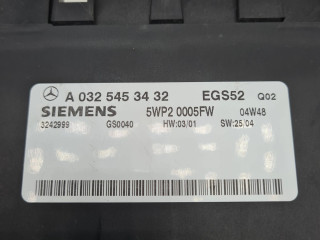 A 032 545 34 32 EGS52 Q02
SIEMENS 5WP2 0005FW 04W48
3242999 GS0040 HW:03/01 SW:25.04